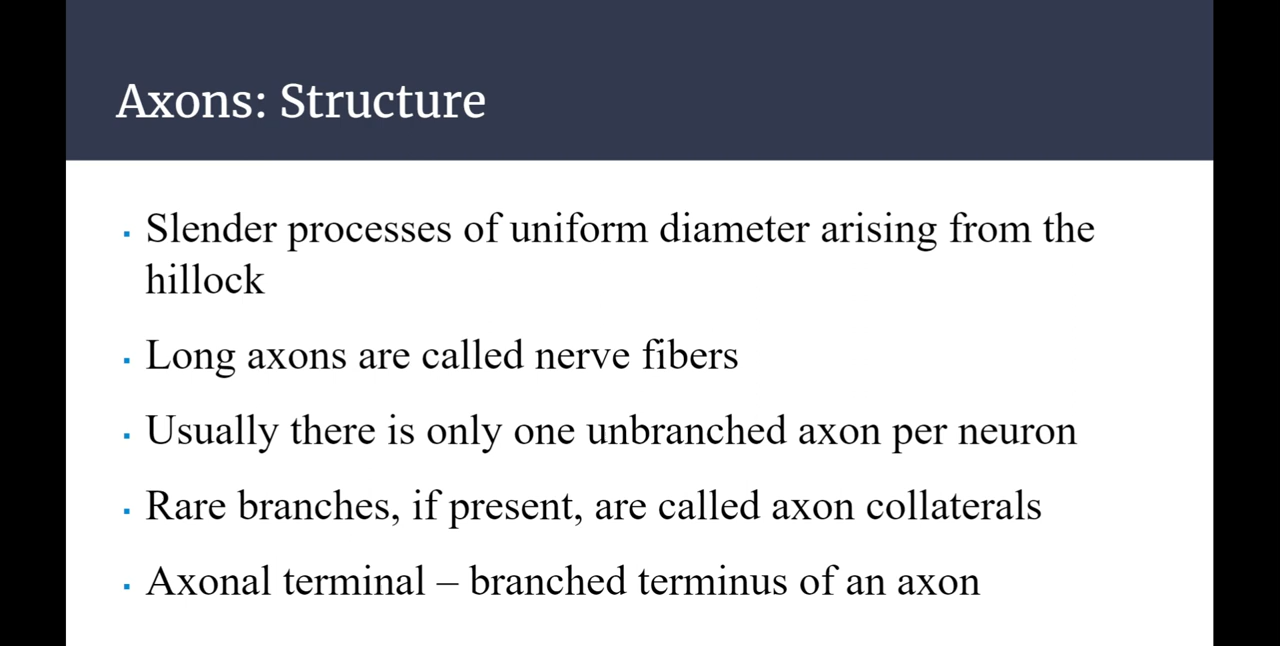 Axons: Structure
▪ Slender processes of uniform diameter arising from the
hillock
▪ Long axons are called nerve fibers
▪ Usually there is only one unbranched axon per neuron
▪ Rare branches, if present, are called axon collaterals
▪ Axonal terminal – branched terminus of an axon